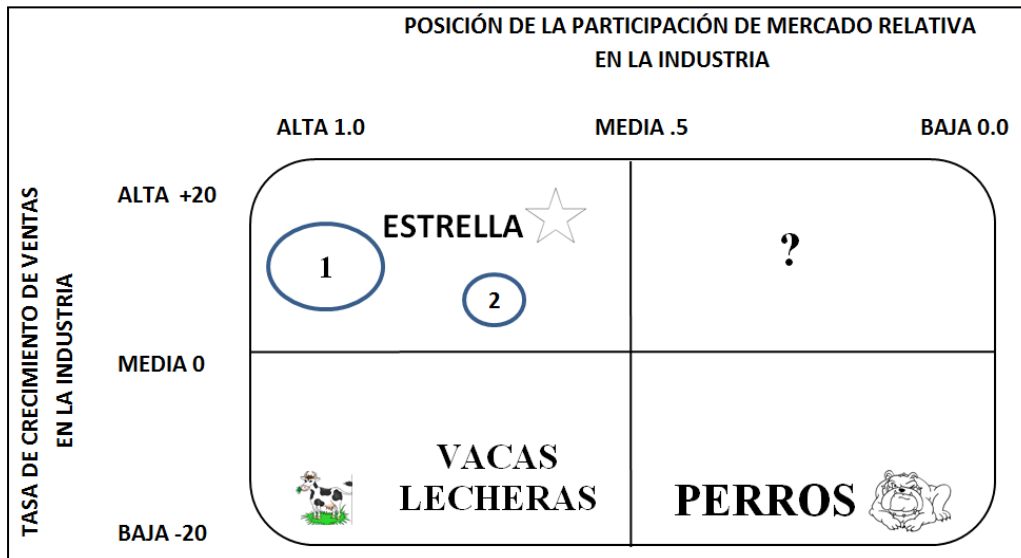 POSICIÓN DE LA PARTICIPACIÓN DE MERCADO RELATIVA
EN LA INDUSTRIA
ALTA 1.0
MEDIA .5
BAJA 0.0
TASA DE CRECIMIENTO DE VENTAS
EN LA INDUSTRIA
ALTA +20
ESTRELLA
?
1
2
MEDIA 0
VACAS
LECHERAS
PERROS
BAJA -20